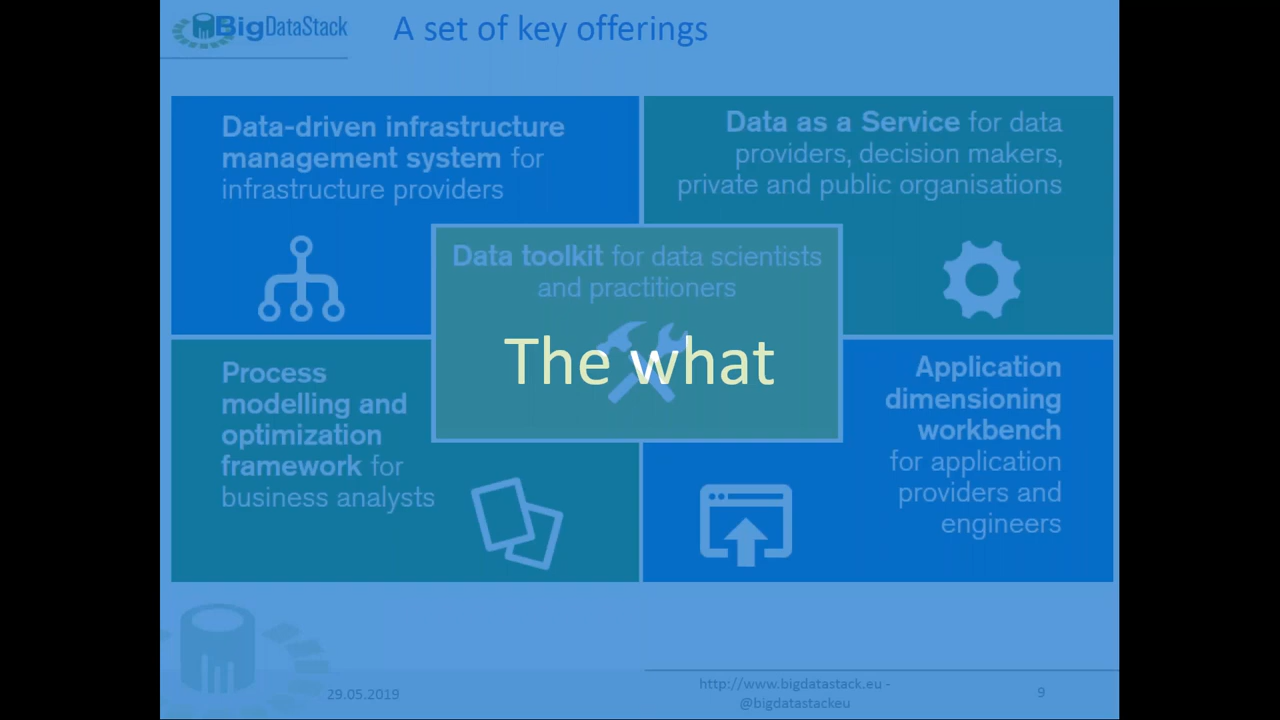 BigDataStack
A set of key offerings
Data-driven infrastructure
management system for
infrastructure providers
Data as a Service for data
providers, decision makers,
private and public organisations
Data toolkit for data scientists
and practitioners
The what
Process
modelling and
optimization
framework for
business analysts
Application
dimensioning
workbench
for application
providers and
engineers
29.05.2019
http://www.bigdatastack.eu -
@bigdatastackeu
9